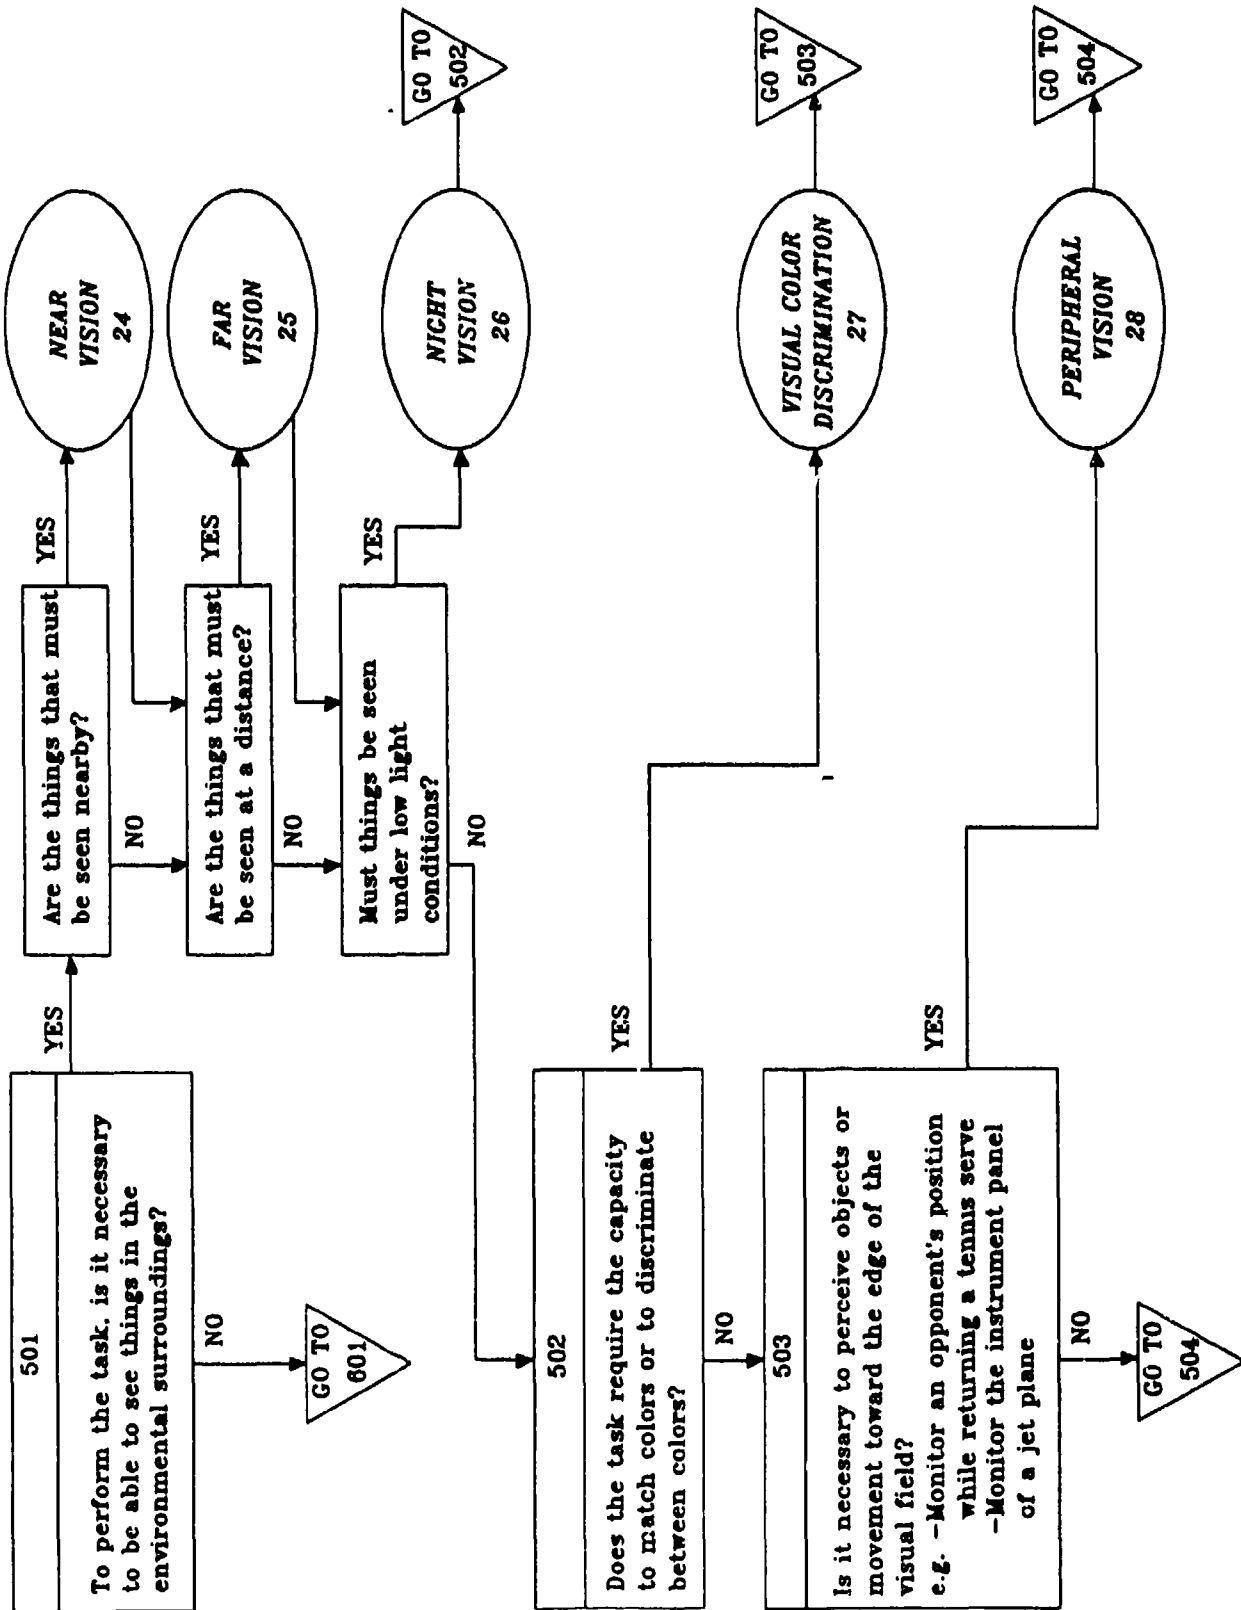 501
To perform the task, is it necessary
to be able to see things in the
environmental surroundings?
YES
NO
GO TO
601
Are the things that must
be seen nearby?
YES
NO
NEAR
VISION
24
Are the things that must
be seen at a distance?
YES
NO
FAR
VISION
25
Must things be seen
under low light
conditions?
YES
NO
NIGHT
VISION
26
GO TO
502
502
Does the task require the capacity
to match colors or to discriminate
between colors?
YES
NO
VISUAL COLOR
DISCRIMINATION
27
GO TO
503
503
Is it necessary to perceive objects or
movement toward the edge of the
visual field?
e.g. -Monitor an opponent's position
while returning a tennis serve
-Monitor the instrument panel
of a jet plane
YES
NO
GO TO
504
PERIPHERAL
VISION
28
GO TO
504